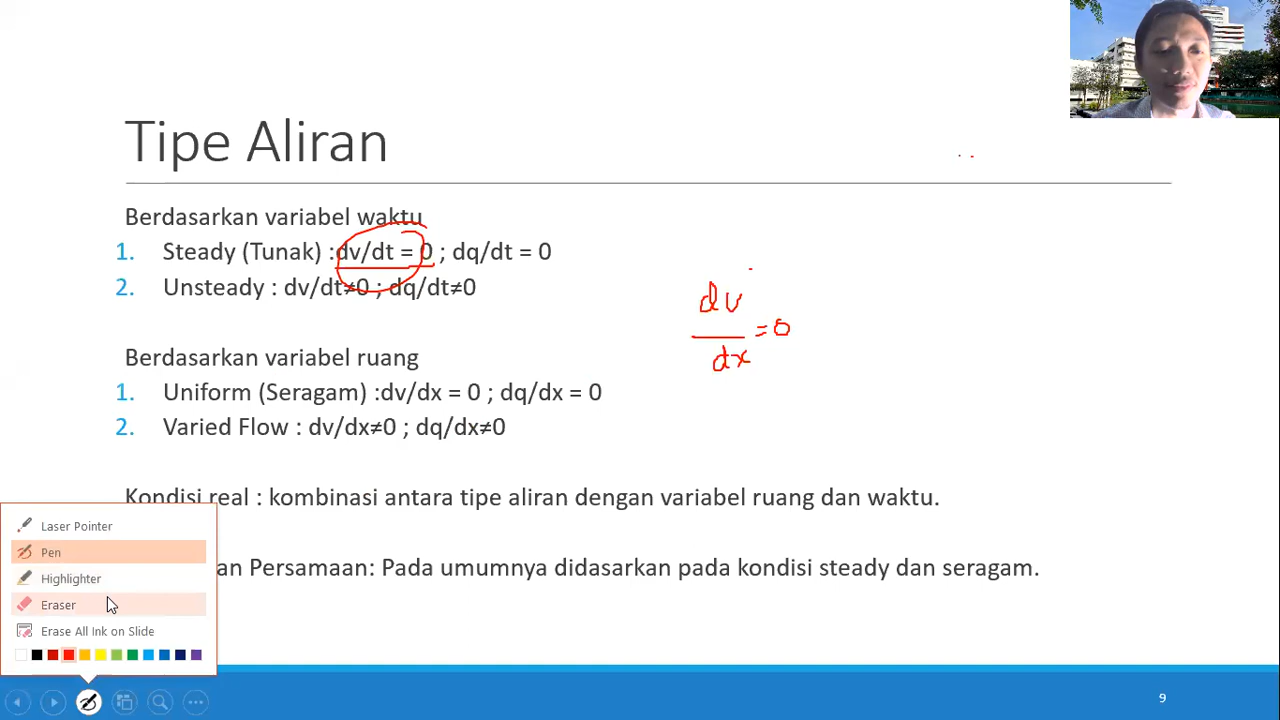 Tipe Aliran
Berdasarkan variabel waktu
1. Steady (Tunak) :dv/dt = 0 ; dq/dt = 0
2. Unsteady : dv/dt≠0 ; dq/dt≠0
dv
= 0
dx
Berdasarkan variabel ruang
1. Uniform (Seragam) :dv/dx = 0 ; dq/dx = 0
2. Varied Flow : dv/dx≠0 ; dq/dx≠0
Kondisi real : kombinasi antara tipe aliran dengan variabel ruang dan waktu.
an Persamaan: Pada umumnya didasarkan pada kondisi steady dan seragam.
Laser Pointer
Pen
Highlighter
Eraser
Erase All Ink on Slide
9